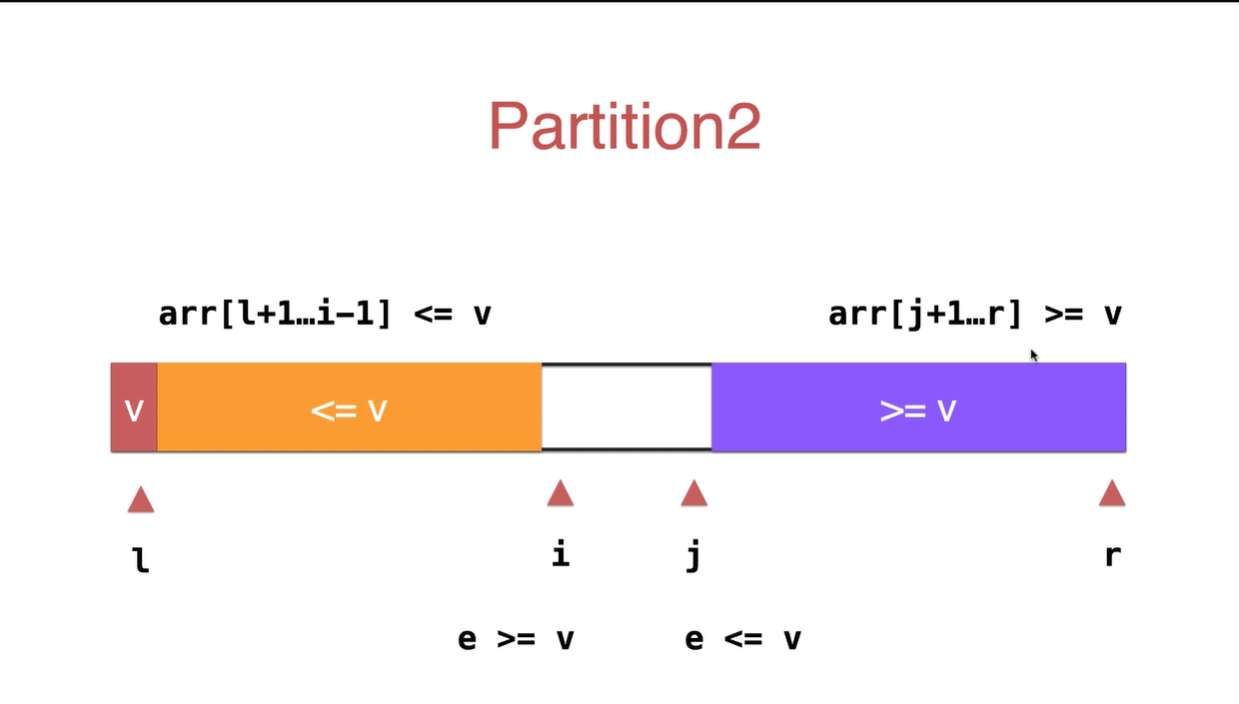 Partition2
arr[l+1…i-1] <= v
arr[j+1…r] >= v
v
<= v
>= v
l
i
j
r
e >= v
e <= v